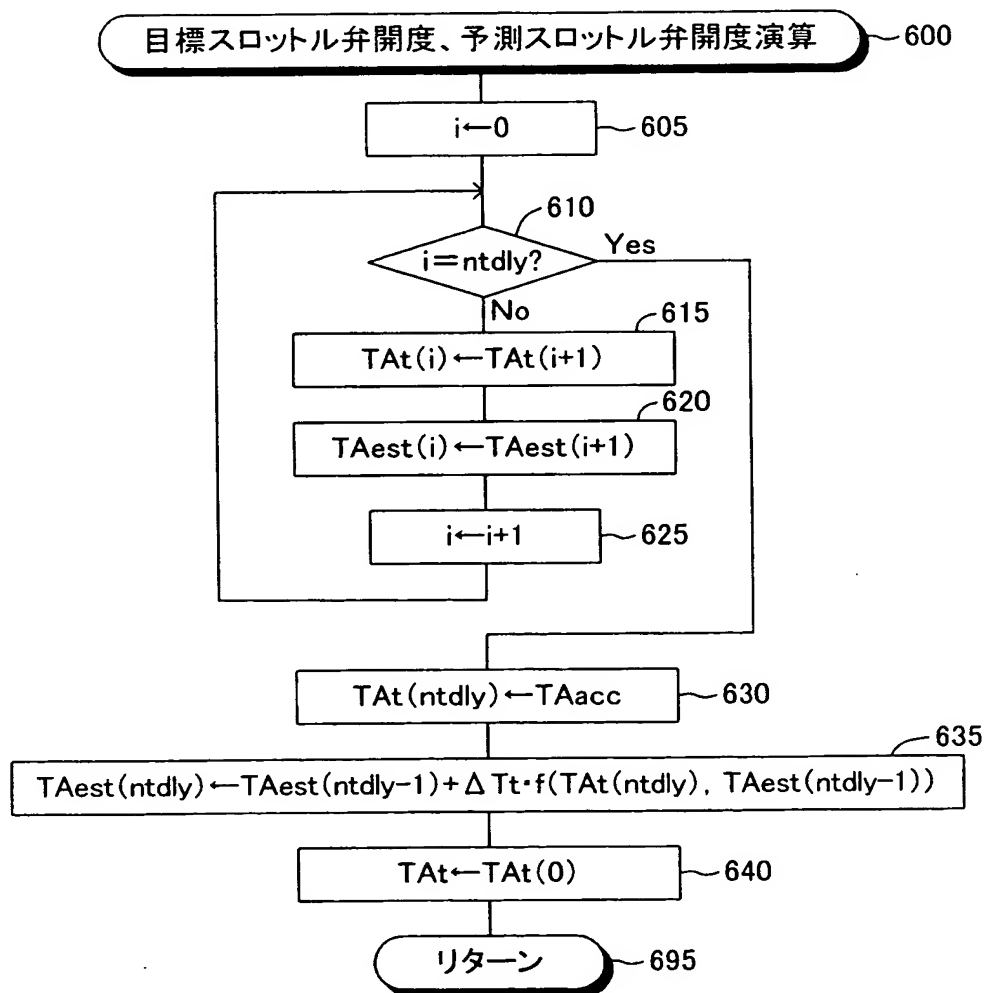 目標スロットル弁開度、予測スロットル弁開度演算
600
i←0
605
610
i=ntdly?
Yes
No
615
TAt(i)←TAt(i+1)
620
TAest(i)←TAest(i+1)
i←i+1
625
TAt(ntdly)←TAacc
630
635
TAest(ntdly)←TAest(ntdly-1)+ΔTt・f(TAt(ntdly), TAest(ntdly-1))
TAt←TAt(0)
640
リターン
695